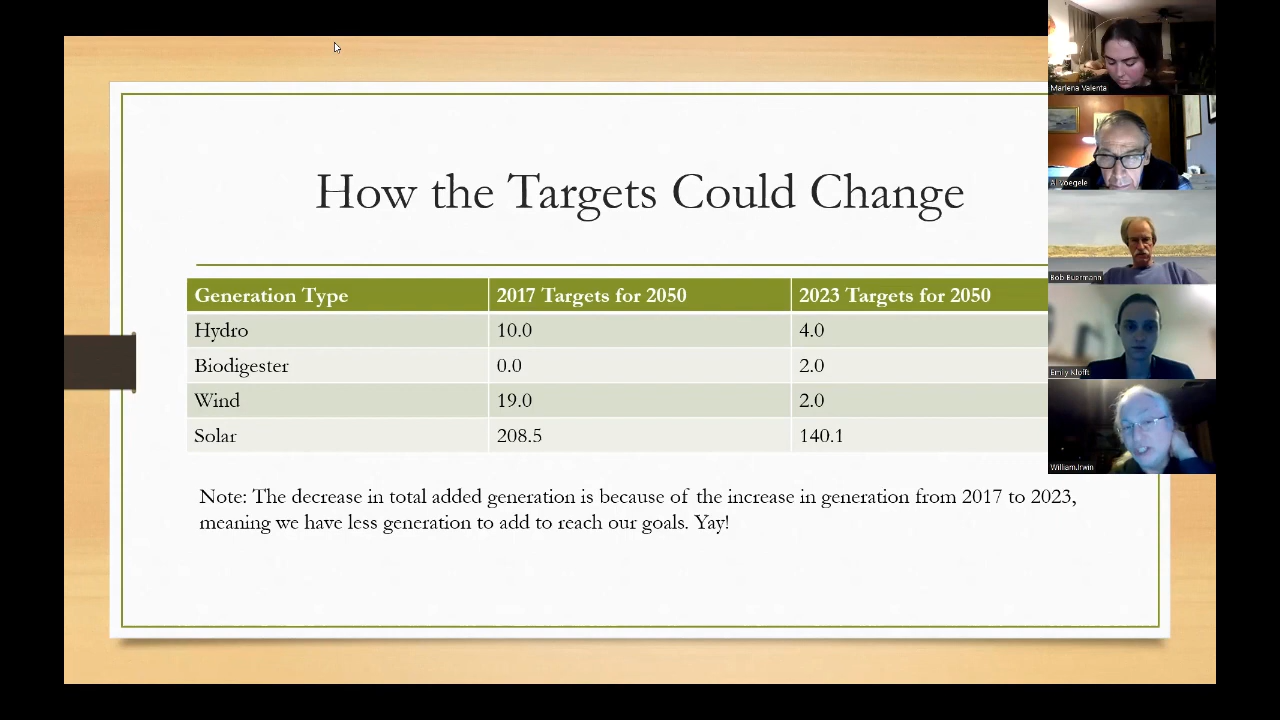 How the Targets Could Change
Generation Type 2017 Targets for 2050 2023 Targets for 2050
Hydro 10.0 4.0
Biodigester 0.0 2.0
Wind 19.0 2.0
Solar 208.5 140.1
Note: The decrease in total added generation is because of the increase in generation from 2017 to 2023,
meaning we have less generation to add to reach our goals. Yay!
Marlena Valenta
Al Voegele
Bob Buermann
Emily Klofft
William.Irwin